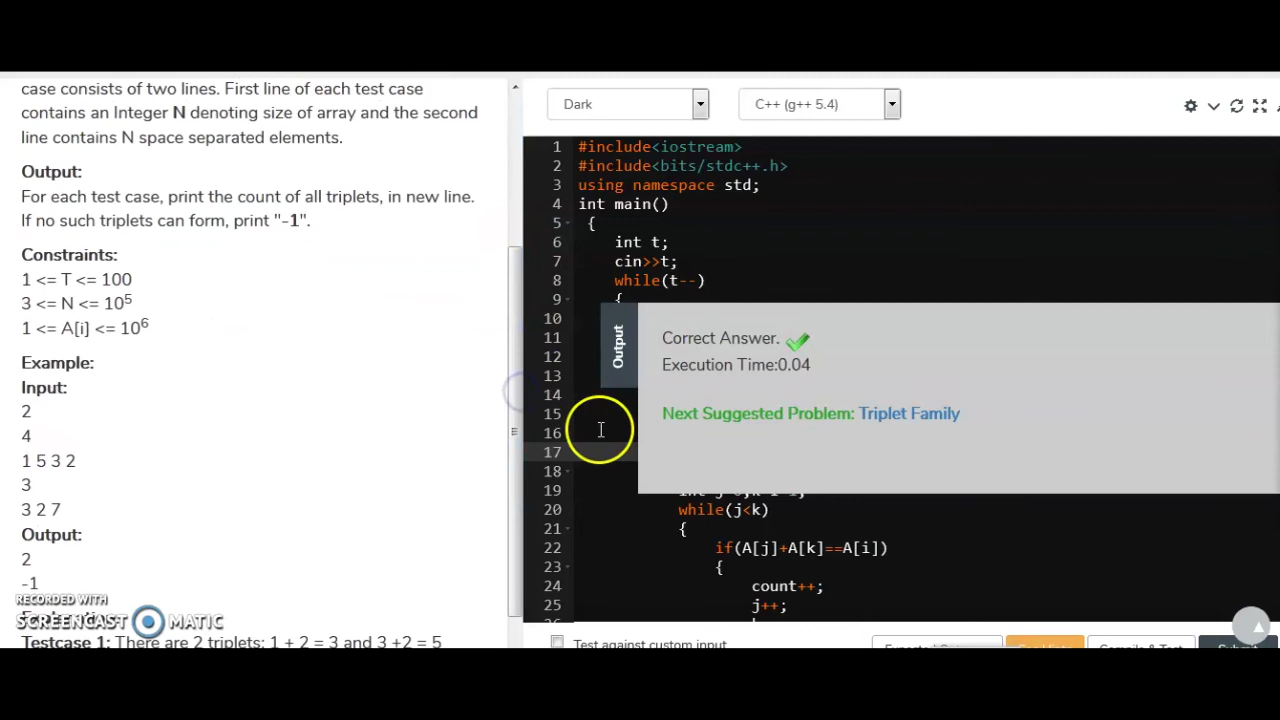 case consists of two lines. First line of each test case
contains an Integer N denoting size of array and the second
line contains N space separated elements.
Output:
For each test case, print the count of all triplets, in new line.
If no such triplets can form, print "-1".
Constraints:
1 <= T <= 100
3 <= N <= 10^5
1 <= A[i] <= 10^6
Example:
Input:
2
4
1 5 3 2
3
3 2 7
Output:
2
-1
RECORDED WITH
SCREENCAST MATIC
Testcase 1: There are 2 triplets: 1 + 2 = 3 and 3 +2 = 5
Dark
C++ (g++ 5.4)
1 #include<iostream>
2 #include<bits/stdc++.h>
3 using namespace std;
4 int main()
5 {
6 int t;
7 cin>>t;
8 while(t--)
9 {
10
11
12
13
14
15
16
17
18
19
20 while(j<k)
21 {
22 if(A[j]+A[k]==A[i])
23 {
24 count++;
25 j++;
Output
Correct Answer.
Execution Time:0.04
Next Suggested Problem: Triplet Family
Test against custom input
Compile & Test
Submit